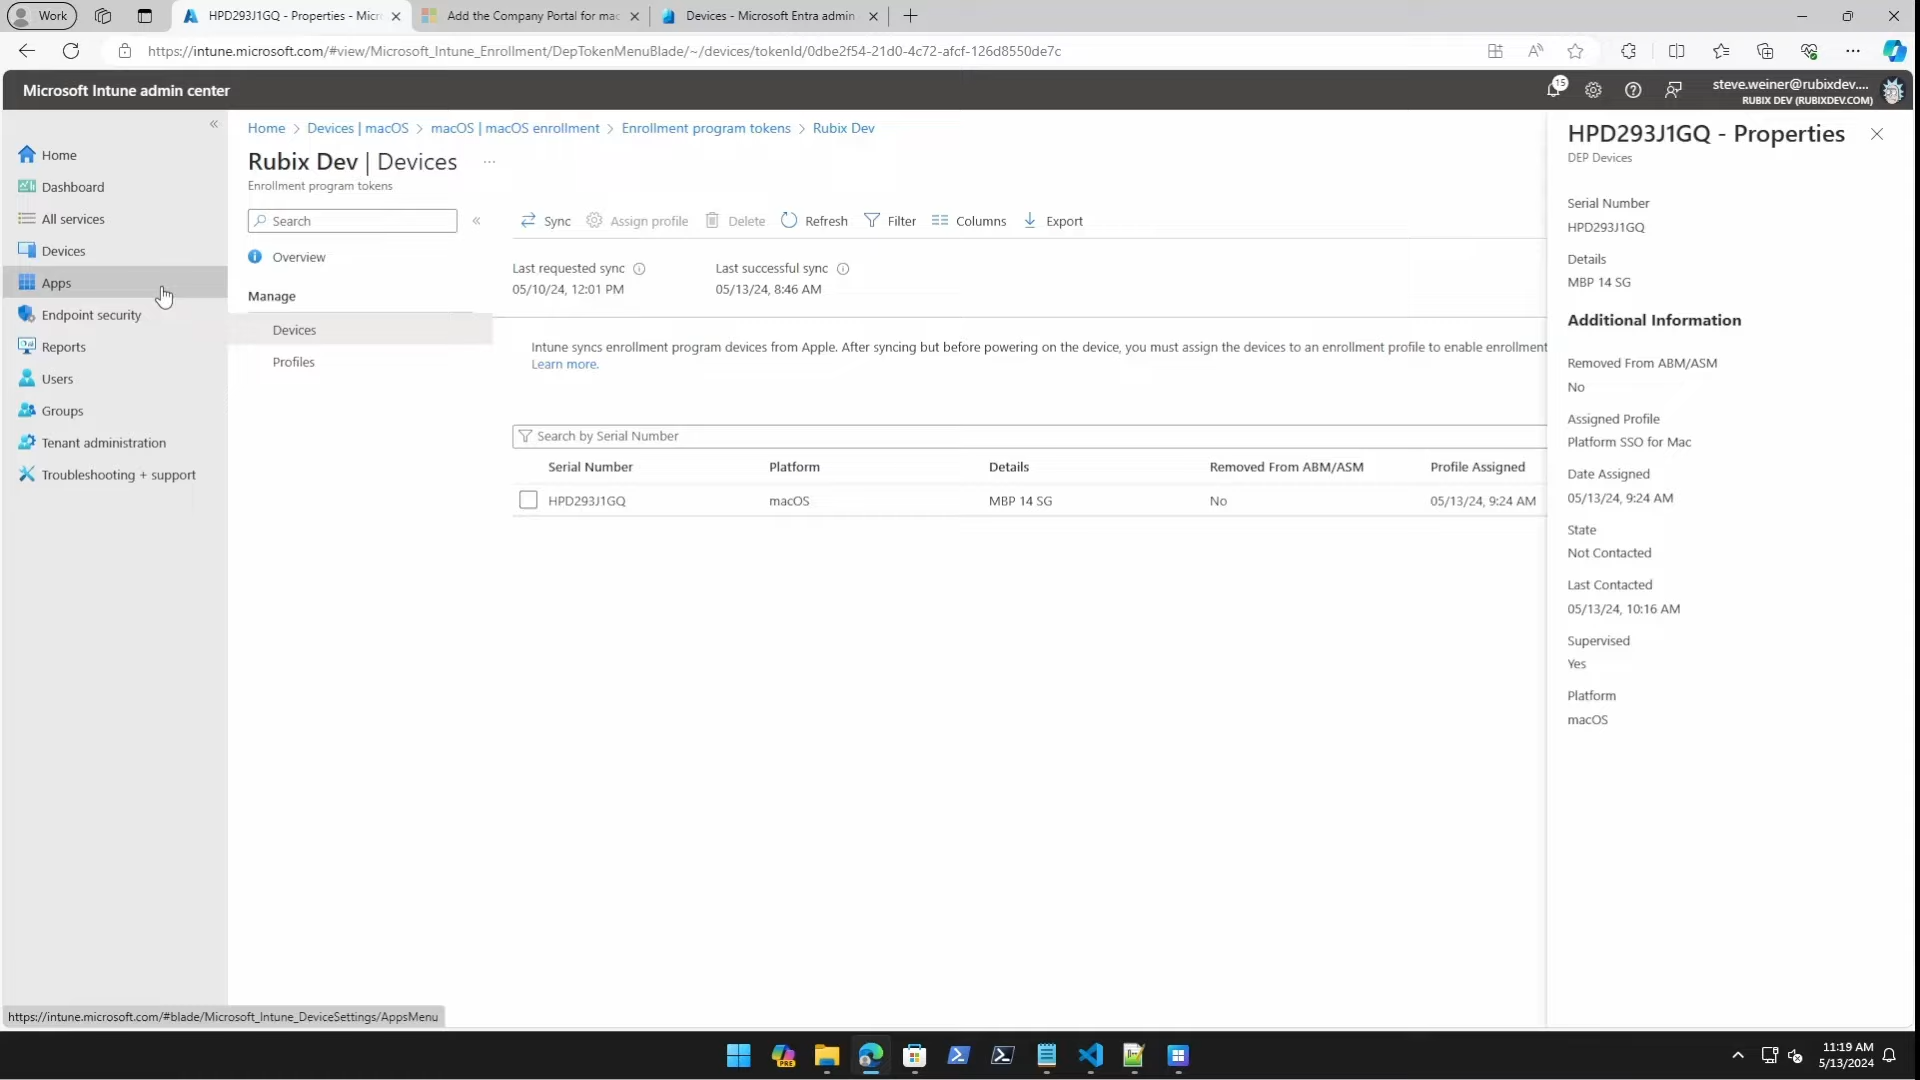 Work
HPD293J1GQ - Properties - Micr
Add the Company Portal for mac
Devices - Microsoft Entra admin
https://intune.microsoft.com/#view/Microsoft_Intune_Enrollment/DepTokenMenuBlade/~/devices/tokenId/0dbe2f54-21d0-4c72-afcf-126d8550de7c
Microsoft Intune admin center
15
steve.weiner@rubixdev....
RUBIX DEV (RUBIXDEV.COM)
Home
Dashboard
All services
Devices
Apps
Endpoint security
Reports
Users
Groups
Tenant administration
Troubleshooting + support
Home > Devices | macOS > macOS | macOS enrollment > Enrollment program tokens > Rubix Dev
Rubix Dev | Devices ...
Enrollment program tokens
Search
Overview
Manage
Devices
Profiles
Sync Assign profile Delete Refresh Filter Columns Export
Last requested sync
05/10/24, 12:01 PM
Last successful sync
05/13/24, 8:46 AM
Intune syncs enrollment program devices from Apple. After syncing but before powering on the device, you must assign the devices to an enrollment profile to enable enrollment
Learn more.
Search by Serial Number
Serial Number Platform Details Removed From ABM/ASM Profile Assigned
HPD293J1GQ macOS MBP 14 SG No 05/13/24, 9:24 AM
HPD293J1GQ - Properties
DEP Devices
Serial Number
HPD293J1GQ
Details
MBP 14 SG
Additional Information
Removed From ABM/ASM
No
Assigned Profile
Platform SSO for Mac
Date Assigned
05/13/24, 9:24 AM
State
Not Contacted
Last Contacted
05/13/24, 10:16 AM
Supervised
Yes
Platform
macOS
https://intune.microsoft.com/#blade/Microsoft_Intune_DeviceSettings/AppsMenu
PRE
11:19 AM
5/13/2024